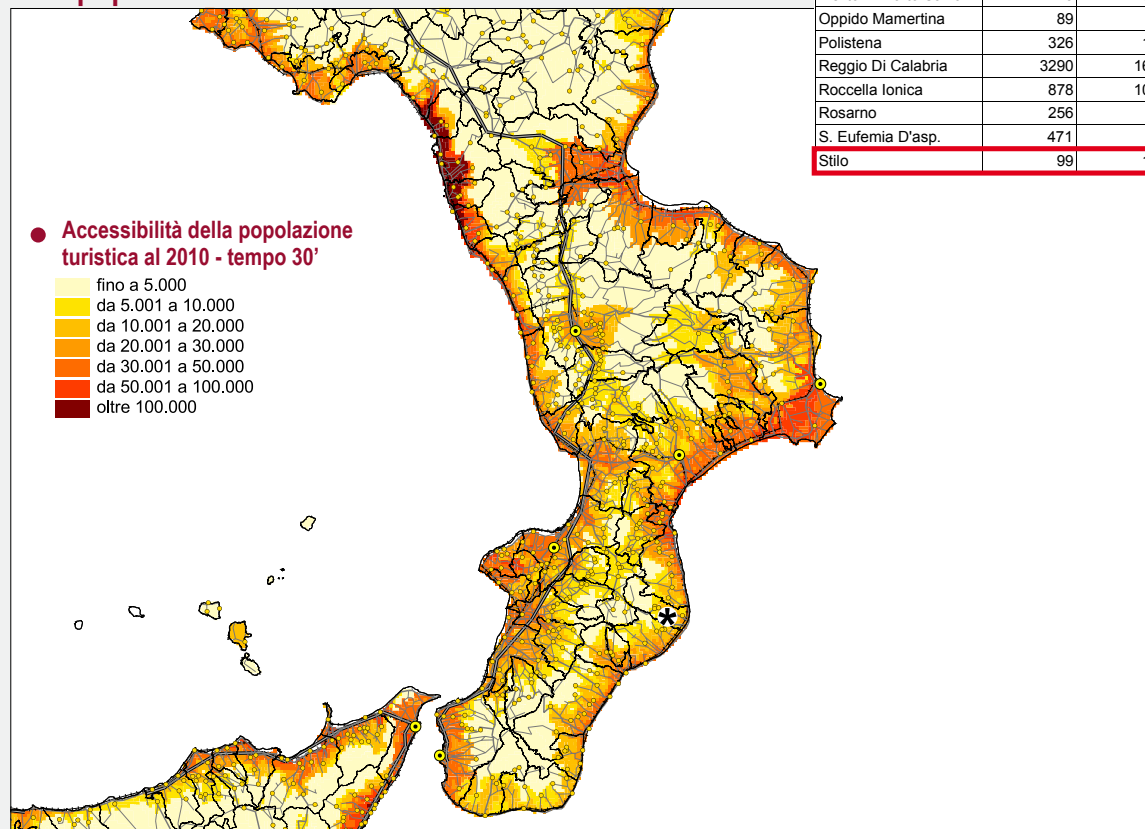 Oppido Mamertina 89
Polistena 326
Reggio Di Calabria 3290
Roccella Ionica 878
Rosarno 256
S. Eufemia D'asp. 471
Stilo 99
Accessibilità della popolazione
turistica al 2010 - tempo 30’
fino a 5.000
da 5.001 a 10.000
da 10.001 a 20.000
da 20.001 a 30.000
da 30.001 a 50.000
da 50.001 a 100.000
oltre 100.000
*